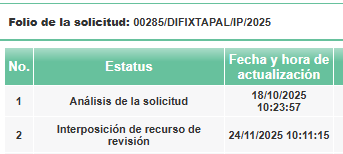 Folio de la solicitud: 00285/DIFIXTAPAL/IP/2025
No. Estatus Fecha y hora de
actualización
1 Análisis de la solicitud 18/10/2025
10:23:57
2 Interposición de recurso de
revisión 24/11/2025 10:11:15